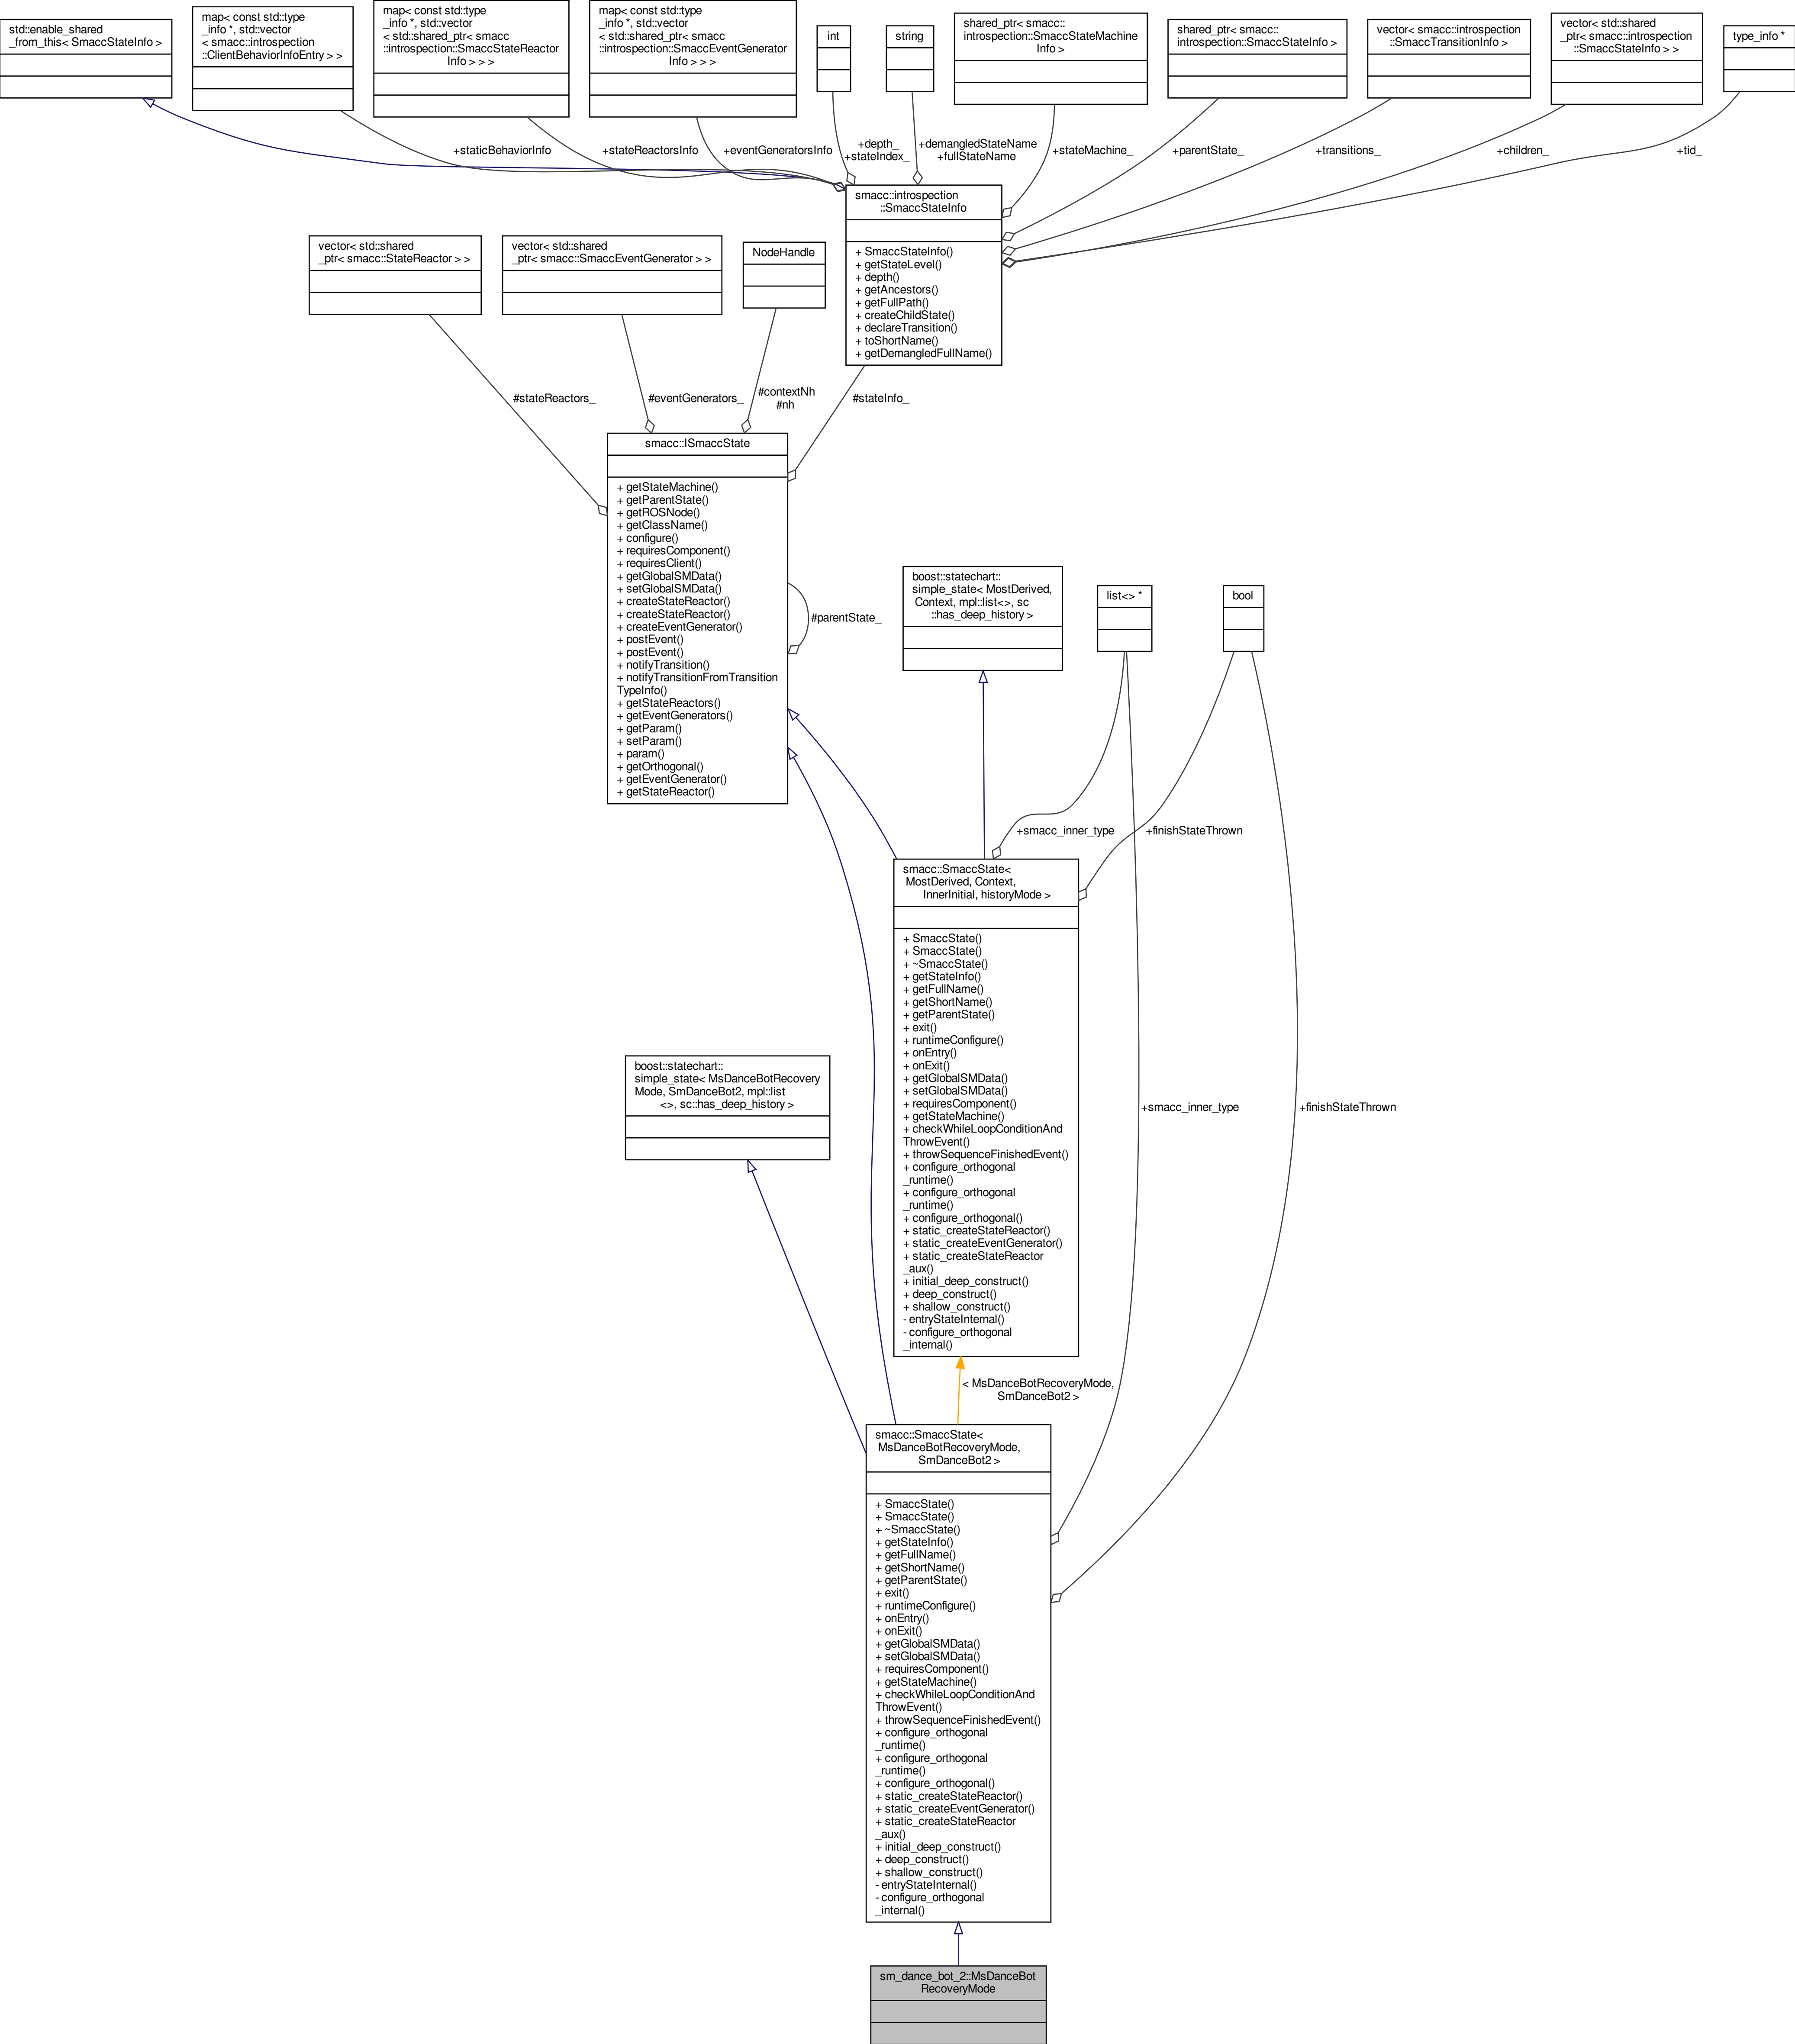 std::enable_shared
_from_this< SmaccStateInfo >
map< const std::type
_info *, std::vector
< smacc::introspection
::ClientBehaviorInfoEntry > >
map< const std::type
_info *, std::vector
< std::shared_ptr< smacc
::introspection::SmaccStateReactor
Info > > >
map< const std::type
_info *, std::vector
< std::shared_ptr< smacc
::introspection::SmaccEventGenerator
Info > > >
int
string
shared_ptr< smacc::
introspection::SmaccStateMachine
Info >
shared_ptr< smacc::
introspection::SmaccStateInfo >
vector< smacc::introspection
::SmaccTransitionInfo >
vector< std::shared
_ptr< smacc::introspection
::SmaccStateInfo > >
type_info *
+staticBehaviorInfo
+stateReactorsInfo
+eventGeneratorsInfo
+depth_
+stateIndex_
+demangledStateName
+fullStateName
+stateMachine_
+parentState_
+transitions_
+children_
+tid_
smacc::introspection
::SmaccStateInfo
+ SmaccStateInfo()
+ getStateLevel()
+ depth()
+ getAncestors()
+ getFullPath()
+ createChildState()
+ declareTransition()
+ toShortName()
+ getDemangledFullName()
vector< std::shared
_ptr< smacc::StateReactor > >
vector< std::shared
_ptr< smacc::SmaccEventGenerator > >
NodeHandle
#stateReactors_
#eventGenerators_
#contextNh
#nh
#stateInfo_
smacc::ISmaccState
+ getStateMachine()
+ getParentState()
+ getROSNode()
+ getClassName()
+ configure()
+ requiresComponent()
+ requiresClient()
+ getGlobalSMData()
+ setGlobalSMData()
+ createStateReactor()
+ createStateReactor()
+ createEventGenerator()
+ postEvent()
+ postEvent()
+ notifyTransition()
+ notifyTransitionFromTransition
TypeInfo()
+ getStateReactors()
+ getEventGenerators()
+ getParam()
+ setParam()
+ param()
+ getOrthogonal()
+ getEventGenerator()
+ getStateReactor()
#parentState_
boost::statechart::
simple_state< MostDerived,
Context, mpl::list<>, sc
::has_deep_history >
list<> *
bool
+smacc_inner_type
+finishStateThrown
smacc::SmaccState<
MostDerived, Context,
InnerInitial, historyMode >
+ SmaccState()
+ SmaccState()
+ ~SmaccState()
+ getStateInfo()
+ getFullName()
+ getShortName()
+ getParentState()
+ exit()
+ runtimeConfigure()
+ onEntry()
+ onExit()
+ getGlobalSMData()
+ setGlobalSMData()
+ requiresComponent()
+ getStateMachine()
+ checkWhileLoopConditionAnd
ThrowEvent()
+ throwSequenceFinishedEvent()
+ configure_orthogonal
_runtime()
+ configure_orthogonal
_runtime()
+ configure_orthogonal()
+ static_createStateReactor()
+ static_createEventGenerator()
+ static_createStateReactor
_aux()
+ initial_deep_construct()
+ deep_construct()
+ shallow_construct()
- entryStateInternal()
- configure_orthogonal
_internal()
boost::statechart::
simple_state< MsDanceBotRecovery
Mode, SmDanceBot2, mpl::list
<>, sc::has_deep_history >
+smacc_inner_type
+finishStateThrown
< MsDanceBotRecoveryMode,
SmDanceBot2 >
smacc::SmaccState<
MsDanceBotRecoveryMode,
SmDanceBot2 >
+ SmaccState()
+ SmaccState()
+ ~SmaccState()
+ getStateInfo()
+ getFullName()
+ getShortName()
+ getParentState()
+ exit()
+ runtimeConfigure()
+ onEntry()
+ onExit()
+ getGlobalSMData()
+ setGlobalSMData()
+ requiresComponent()
+ getStateMachine()
+ checkWhileLoopConditionAnd
ThrowEvent()
+ throwSequenceFinishedEvent()
+ configure_orthogonal
_runtime()
+ configure_orthogonal
_runtime()
+ configure_orthogonal()
+ static_createStateReactor()
+ static_createEventGenerator()
+ static_createStateReactor
_aux()
+ initial_deep_construct()
+ deep_construct()
+ shallow_construct()
- entryStateInternal()
- configure_orthogonal
_internal()
sm_dance_bot_2::MsDanceBot
RecoveryMode